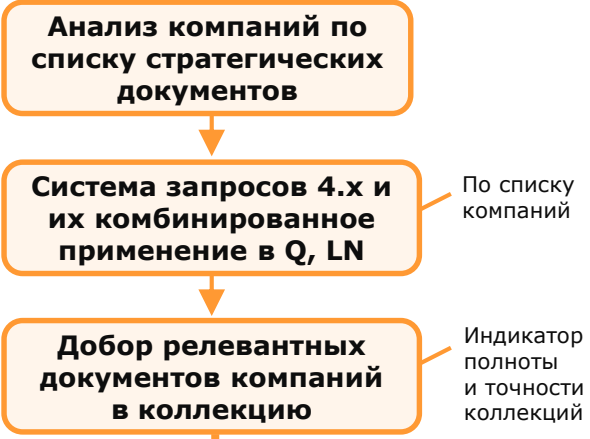 Анализ компаний по
списку стратегических
документов
Система запросов 4.x и
их комбинированное
применение в Q, LN
По списку
компаний
Добор релевантных
документов компаний
в коллекцию
Индикатор
полноты
и точности
коллекций